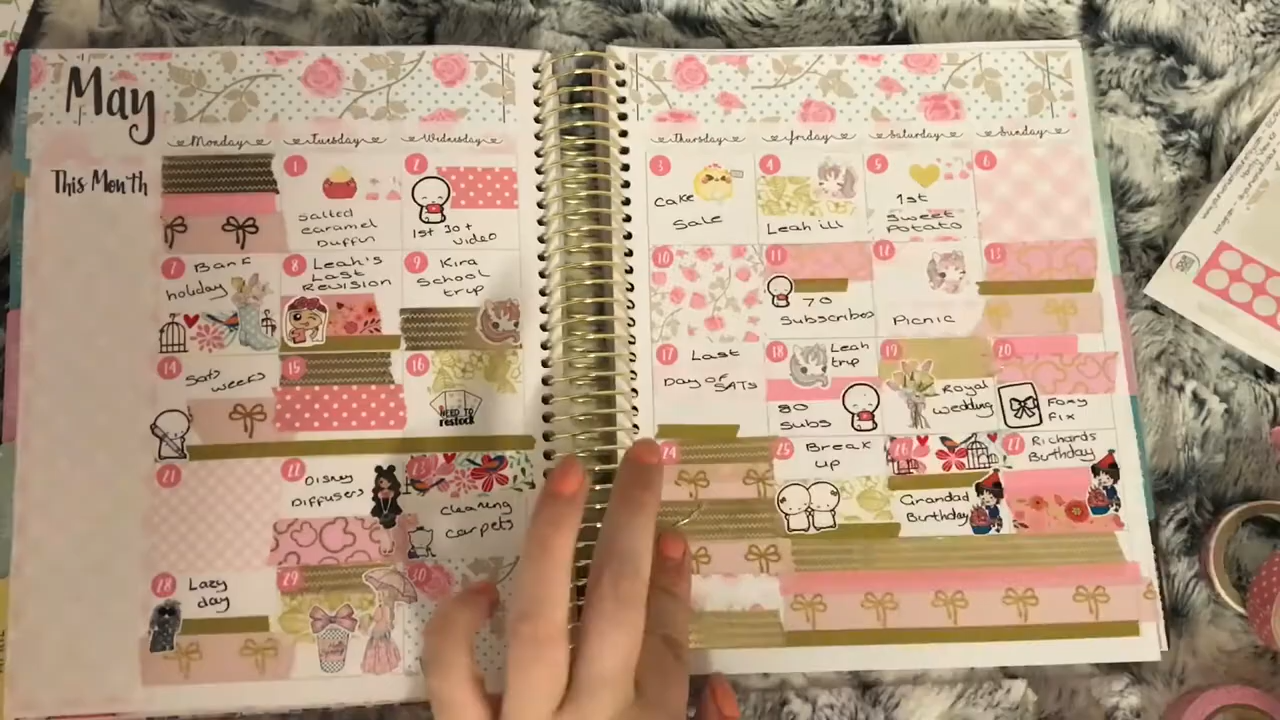 May
Monday Tuesday Wednesday Thursday Friday Saturday Sunday
This Month
1
Salted
caramel
Duffin
2
1st 30+
video
3
Cake
Sale
4
Leah ill
5
1st
Sweet
Potato
6
7 Bank
holiday
8 Leah's
Last
Revision
9 Kira
School
trip
10
11
70
Subscribes
12
Picnic
13
14 Sats
weeks
15
16
NEED TO
restock
17 Last
Day of SATs
18 Leah
trip
80
subs
19
Royal
wedding
20
Foxy
Fix
21
22 Disney
Diffusers
23
cleaning
carpets
24
25 Break
up
26
Grandad
Birthday
27 Richards
Birthday
28 Lazy
day
29
30